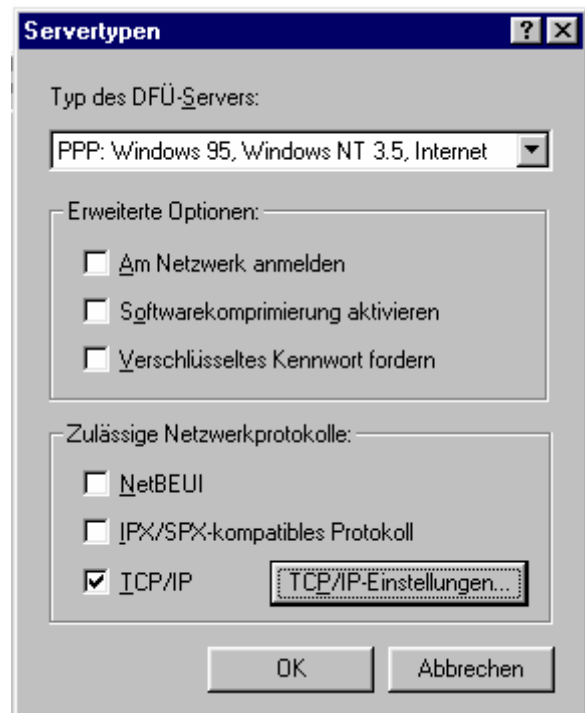 Servertypen
Typ des DFÜ-Servers:
PPP: Windows 95, Windows NT 3.5, Internet
Erweiterte Optionen:
Am Netzwerk anmelden
Softwarekomprimierung aktivieren
Verschlüsseltes Kennwort fordern
Zulässige Netzwerkprotokolle:
NetBEUI
IPX/SPX-kompatibles Protokoll
TCP/IP TCP/IP-Einstellungen...
OK Abbrechen